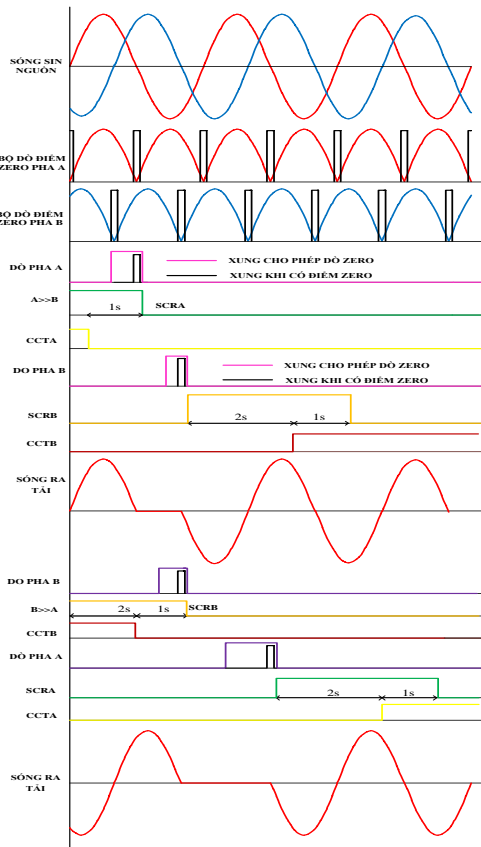 SÓNG SIN
NGUỒN
BỘ DÒ ĐIỂM
ZERO PHA A
BỘ DÒ ĐIỂM
ZERO PHA B
DÒ PHA A
XUNG CHO PHÉP DÒ ZERO
XUNG KHI CÓ ĐIỂM ZERO
A>>B
1s
SCRA
CCTA
DO PHA B
XUNG CHO PHÉP DÒ ZERO
XUNG KHI CÓ ĐIỂM ZERO
SCRB
2s
1s
CCTB
SÓNG RA
TẢI
DO PHA B
B>>A
2s
1s
SCRB
CCTB
DÒ PHA A
SCRA
2s
1s
CCTA
SÓNG RA
TẢI